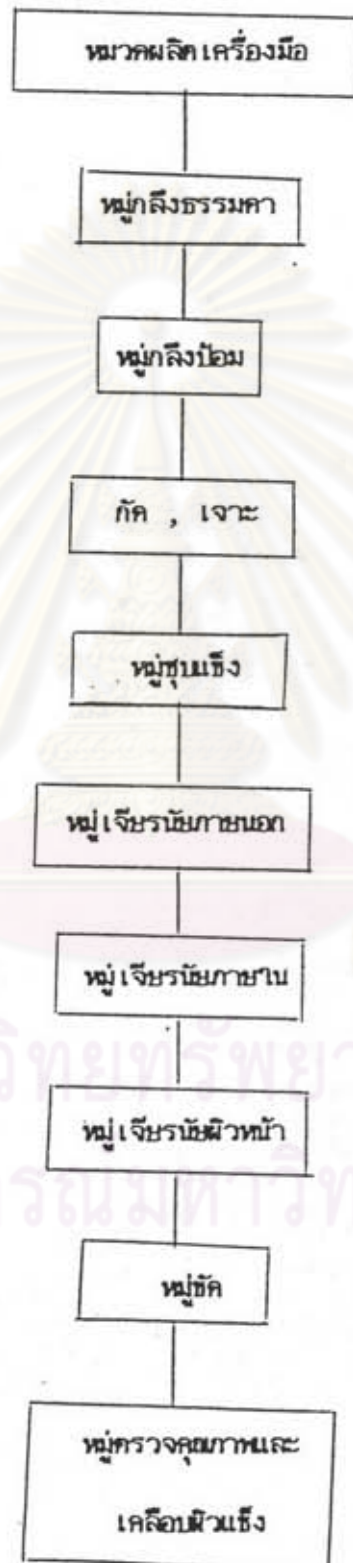 หมวดผลิตเครื่องมือ
หมู่กลึงธรรมดา
หมู่กลึงป้อม
กัด , เจาะ
หมู่ชุบแข็ง
หมู่เจียรนัยภายนอก
หมู่เจียรนัยภายใน
หมู่เจียรนัยผิวหน้า
หมู่ขัด
หมู่ตรวจคุณภาพและ
เคลือบผิวแข็ง